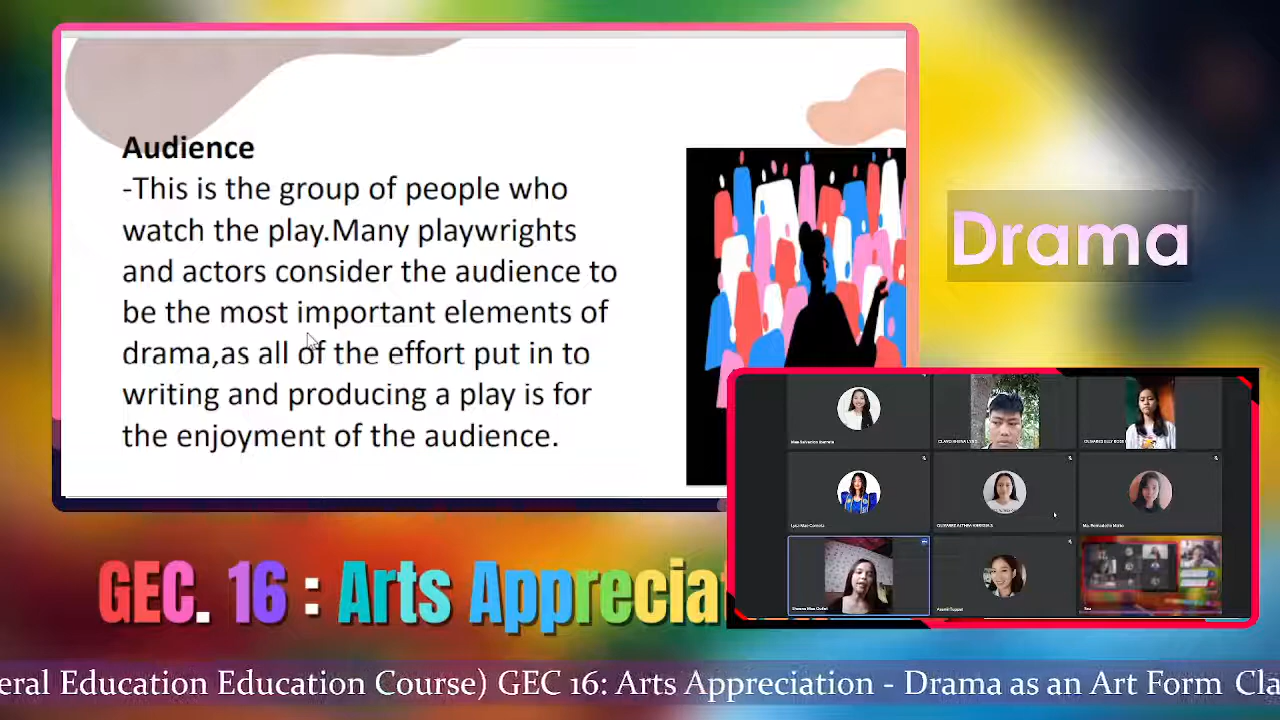 Audience
-This is the group of people who
watch the play.Many playwrights
and actors consider the audience to
be the most important elements of
drama,as all of the effort put in to
writing and producing a play is for
the enjoyment of the audience.
Drama
GEC. 16 : Arts Appreciat
eral Education Education Course) GEC 16: Arts Appreciation - Drama as an Art Form Cla